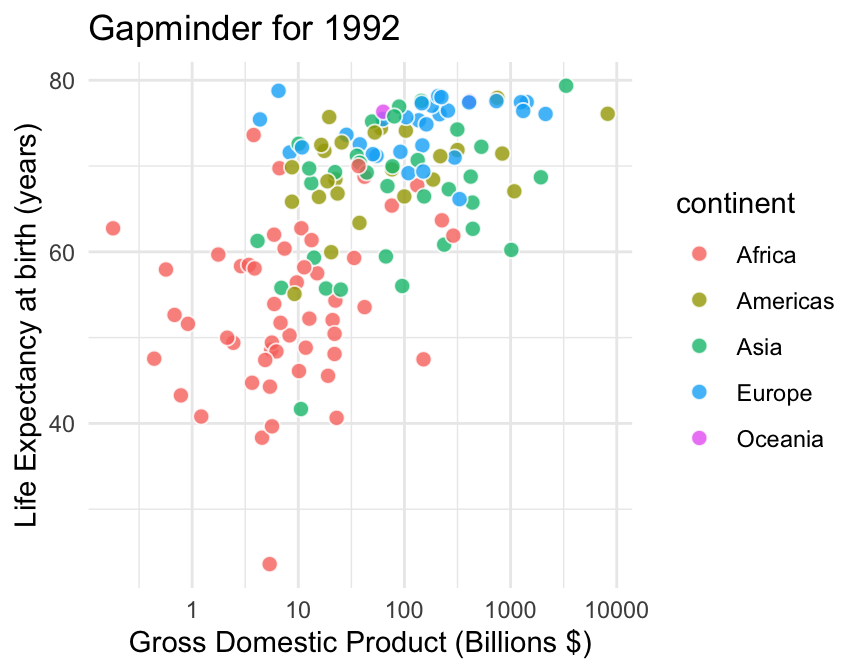 Gapminder for 1992
80
60
40
Life Expectancy at birth (years)
1 10 100 1000 10000
Gross Domestic Product (Billions $)
continent
Africa
Americas
Asia
Europe
Oceania